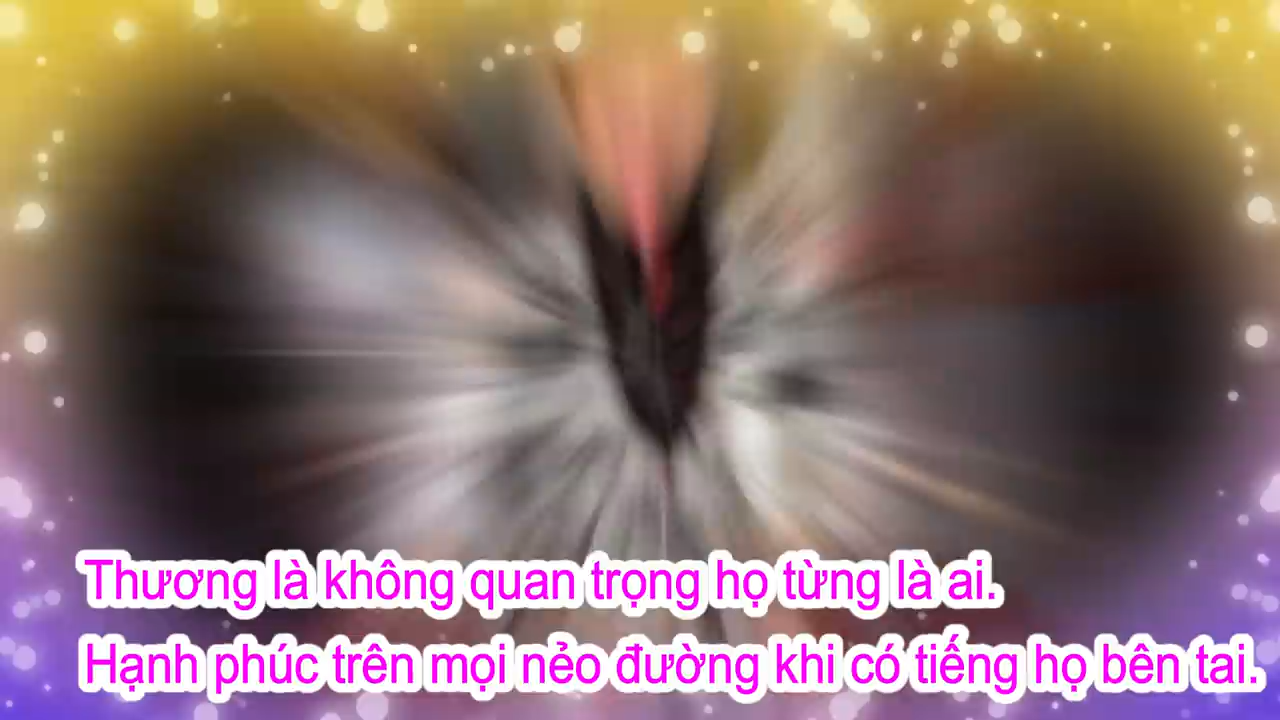 Thương là không quan trọng họ từng là ai.
Hạnh phúc trên mọi nẻo đường khi có tiếng họ bên tai.